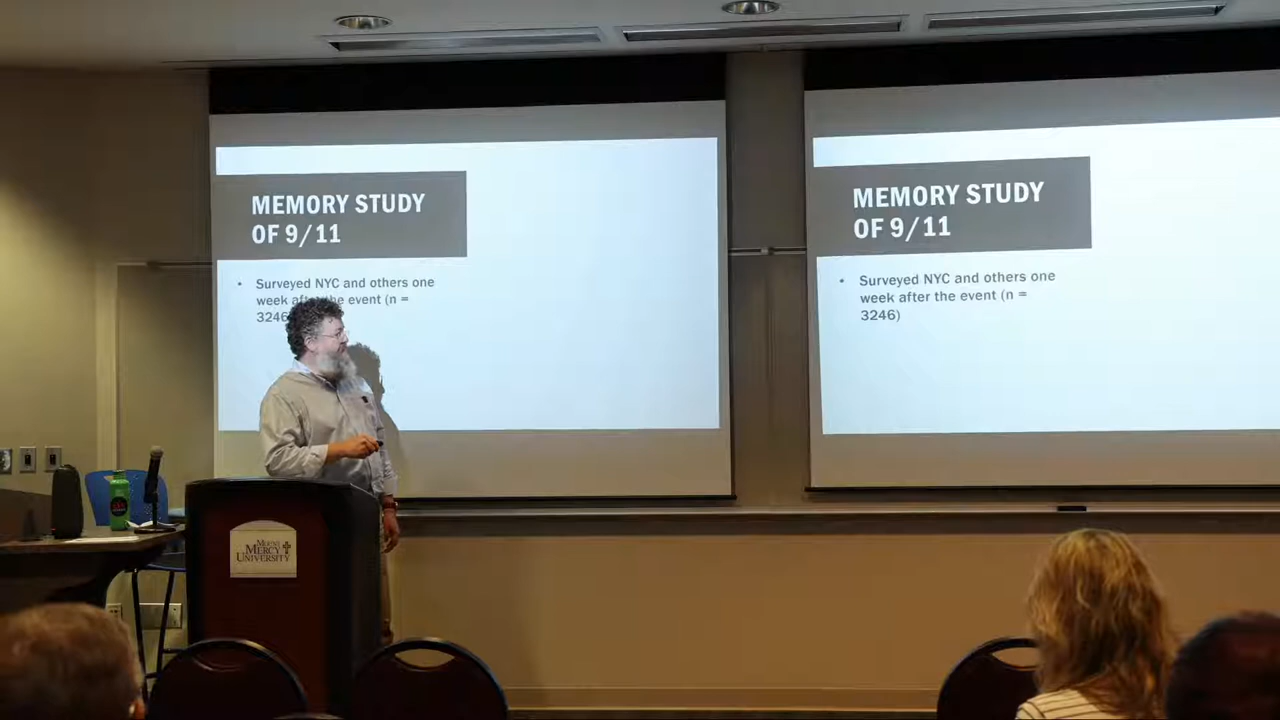 MEMORY STUDY
OF 9/11
• Surveyed NYC and others one
week after the event (n =
3246
MEMORY STUDY
OF 9/11
• Surveyed NYC and others one
week after the event (n =
3246)
MOUNT
MERCY
UNIVERSITY